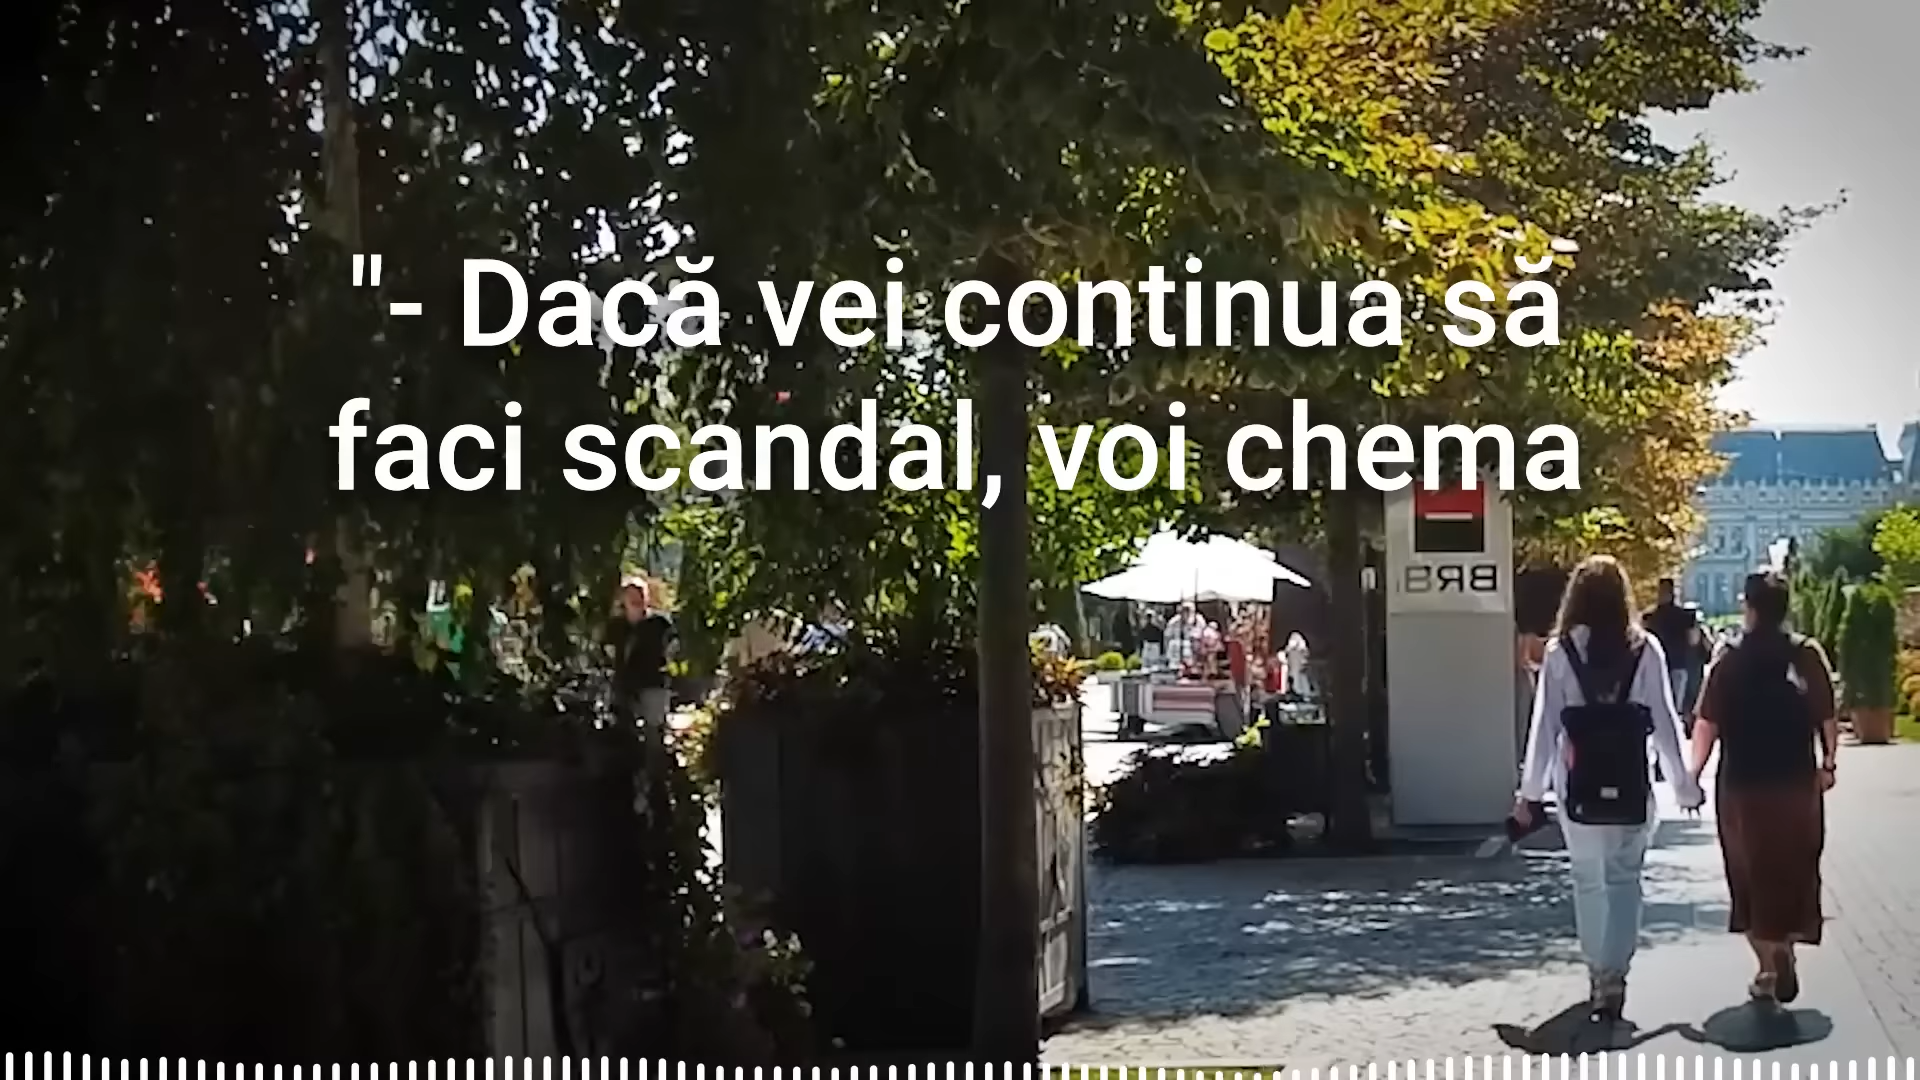 "- Dacă vei continua să
faci scandal, voi chema
BRD